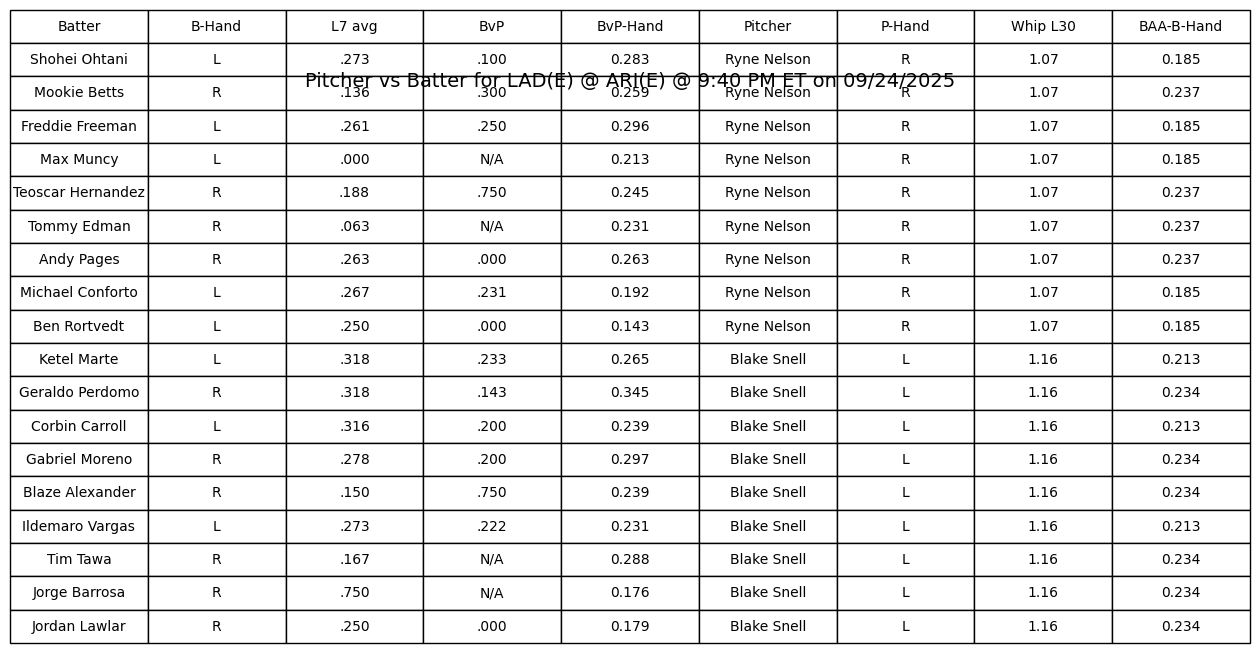 Batter B-Hand L7 avg BvP BvP-Hand Pitcher P-Hand Whip L30 BAA-B-Hand
Shohei Ohtani L .273 .100 0.283 Ryne Nelson R 1.07 0.185
Pitcher vs Batter for LAD(E) @ ARI(E) @ 9:40 PM ET on 09/24/2025
Mookie Betts R .136 .300 0.259 Ryne Nelson R 1.07 0.237
Freddie Freeman L .261 .250 0.296 Ryne Nelson R 1.07 0.185
Max Muncy L .000 N/A 0.213 Ryne Nelson R 1.07 0.185
Teoscar Hernandez R .188 .750 0.245 Ryne Nelson R 1.07 0.237
Tommy Edman R .063 N/A 0.231 Ryne Nelson R 1.07 0.237
Andy Pages R .263 .000 0.263 Ryne Nelson R 1.07 0.237
Michael Conforto L .267 .231 0.192 Ryne Nelson R 1.07 0.185
Ben Rortvedt L .250 .000 0.143 Ryne Nelson R 1.07 0.185
Ketel Marte L .318 .233 0.265 Blake Snell L 1.16 0.213
Geraldo Perdomo R .318 .143 0.345 Blake Snell L 1.16 0.234
Corbin Carroll L .316 .200 0.239 Blake Snell L 1.16 0.213
Gabriel Moreno R .278 .200 0.297 Blake Snell L 1.16 0.234
Blaze Alexander R .150 .750 0.239 Blake Snell L 1.16 0.234
Ildemaro Vargas L .273 .222 0.231 Blake Snell L 1.16 0.213
Tim Tawa R .167 N/A 0.288 Blake Snell L 1.16 0.234
Jorge Barrosa R .750 N/A 0.176 Blake Snell L 1.16 0.234
Jordan Lawlar R .250 .000 0.179 Blake Snell L 1.16 0.234